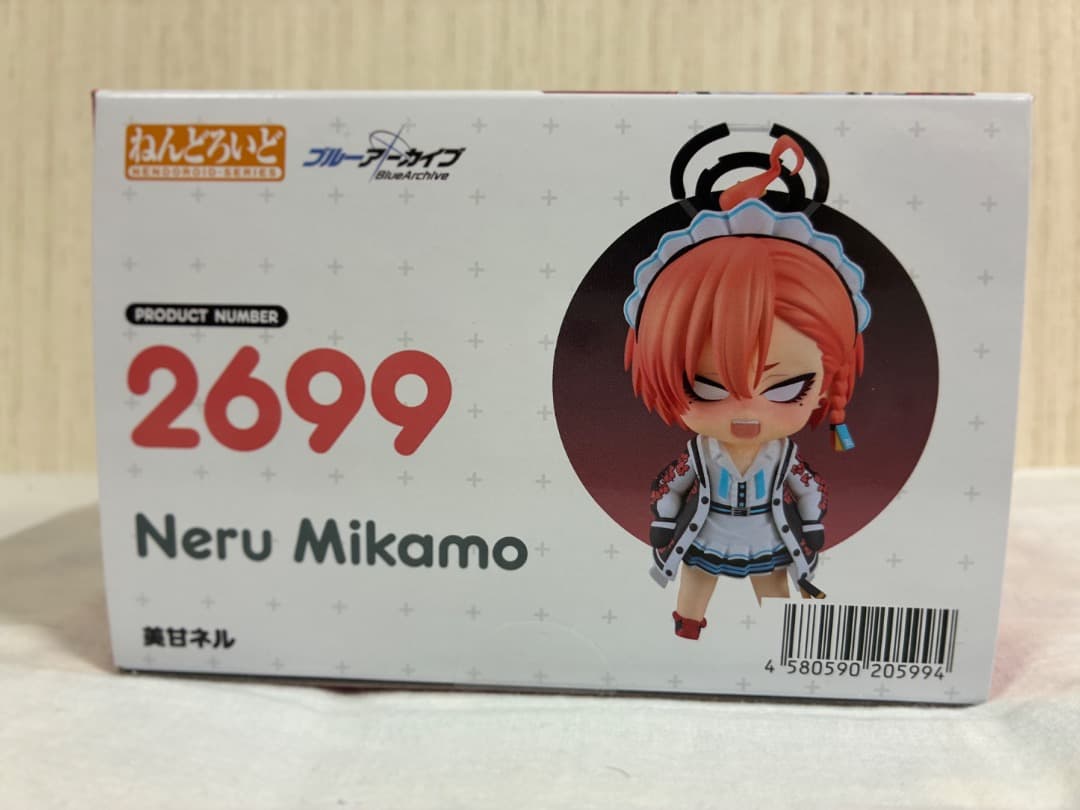 ねんどろいど
NENDOROID-SERIES
ブルーアーカイブ
BlueArchive
PRODUCT NUMBER
2699
Neru Mikamo
美甘ネル
4 580590 205994